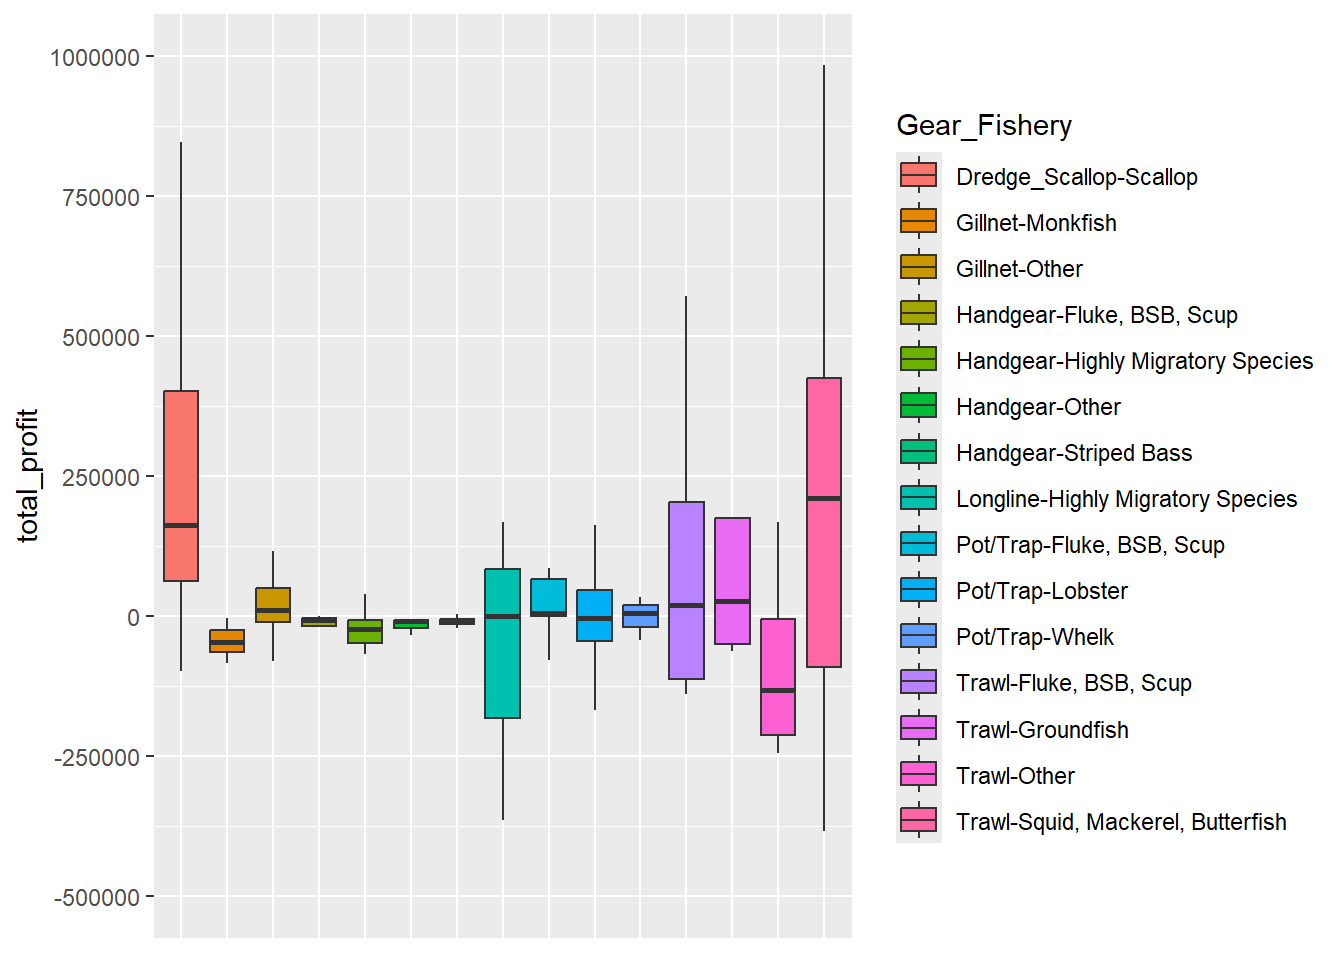 1000000
750000
500000
250000
0
-250000
-500000
total_profit
Gear_Fishery
Dredge_Scallop-Scallop
Gillnet-Monkfish
Gillnet-Other
Handgear-Fluke, BSB, Scup
Handgear-Highly Migratory Species
Handgear-Other
Handgear-Striped Bass
Longline-Highly Migratory Species
Pot/Trap-Fluke, BSB, Scup
Pot/Trap-Lobster
Pot/Trap-Whelk
Trawl-Fluke, BSB, Scup
Trawl-Groundfish
Trawl-Other
Trawl-Squid, Mackerel, Butterfish